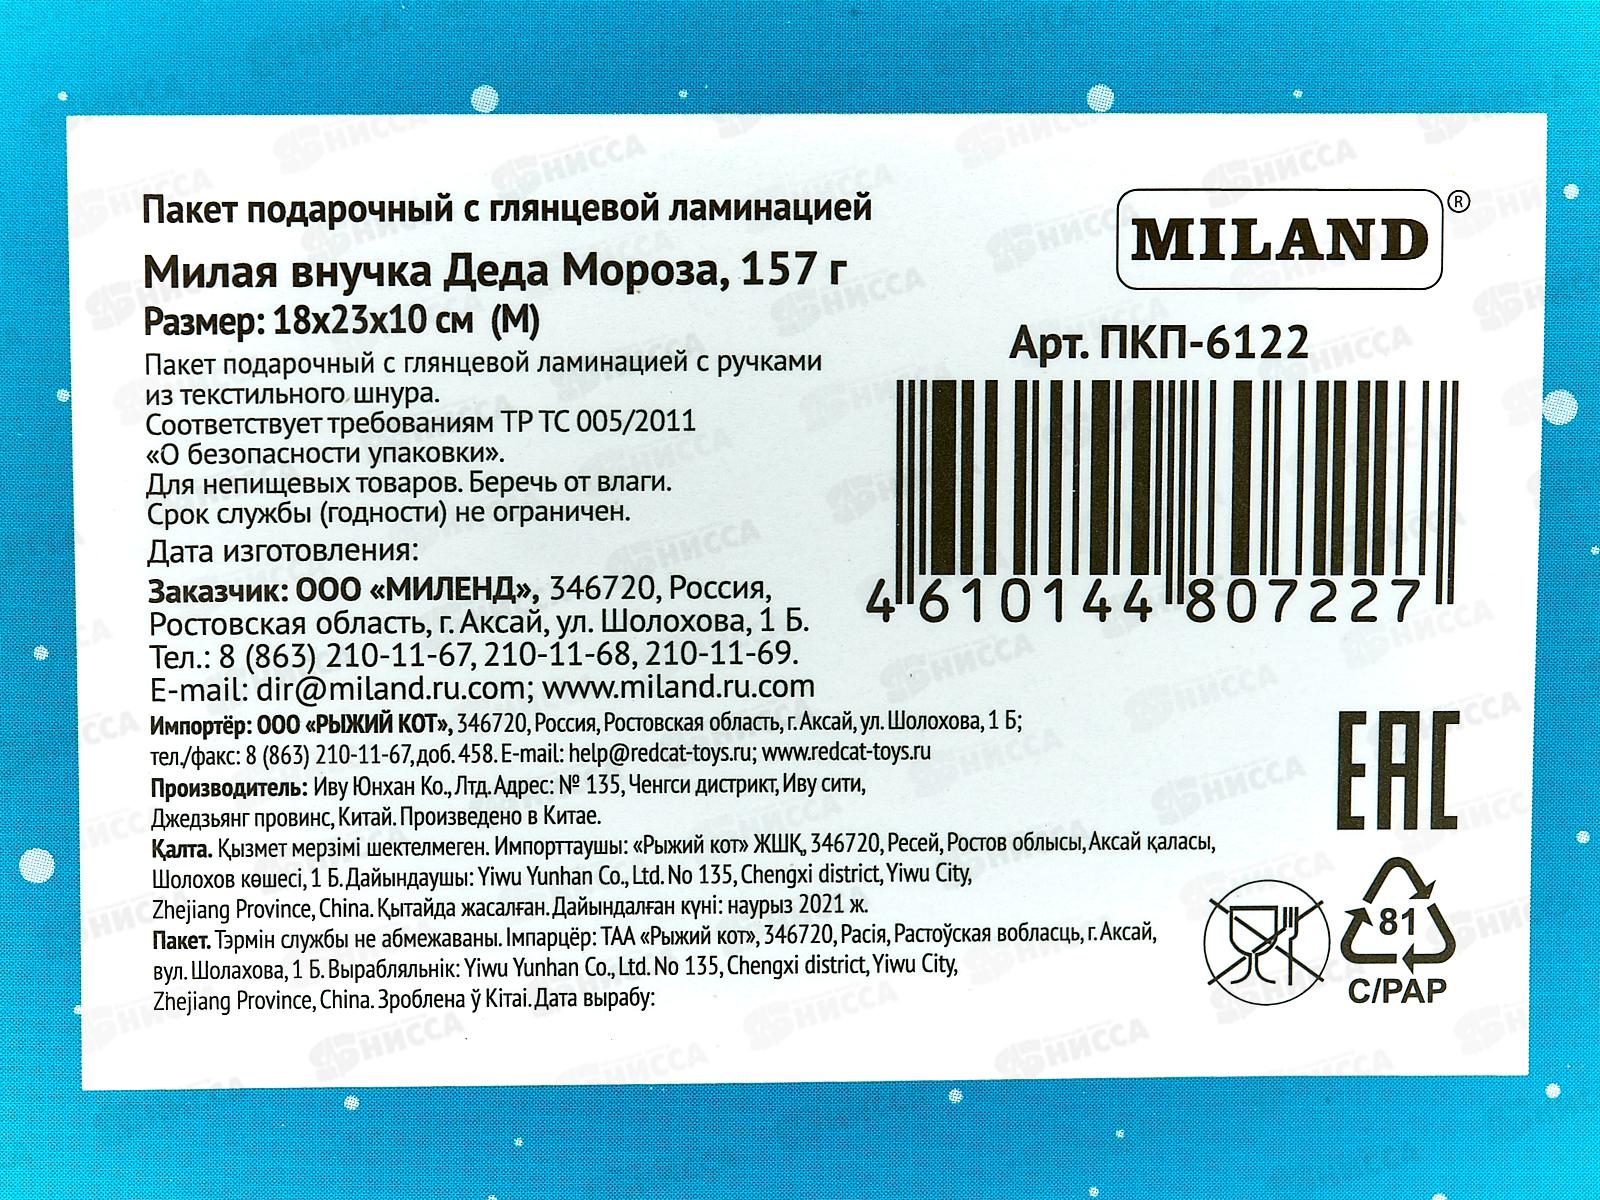 Пакет подарочный с глянцевой ламинацией
Милая внучка Деда Мороза, 157 г
Размер: 18х23х10 см (М)
Пакет подарочный с глянцевой ламинацией с ручками
из текстильного шнура.
Соответствует требованиям ТР ТС 005/2011
«О безопасности упаковки».
Для непищевых товаров. Беречь от влаги.
Срок службы (годности) не ограничен.
Дата изготовления:
Заказчик: ООО «МИЛЕНД», 346720, Россия,
Ростовская область, г. Аксай, ул. Шолохова, 1 Б.
Тел.: 8 (863) 210-11-67, 210-11-68, 210-11-69.
E-mail: dir@miland.ru.com; www.miland.ru.com
Импортёр: ООО «РЫЖИЙ КОТ», 346720, Россия, Ростовская область, г. Аксай, ул. Шолохова, 1 Б;
тел./факс: 8 (863) 210-11-67, доб. 458. E-mail: help@redcat-toys.ru; www.redcat-toys.ru
Производитель: Иву Юнхан Ко., Лтд. Адрес: № 135, Ченгси дистрикт, Иву сити,
Джедзьянг провинс, Китай. Произведено в Китае.
Қалта. Қызмет мерзімі шектелмеген. Импорттаушы: «Рыжий кот» ЖШҚ, 346720, Ресей, Ростов облысы, Аксай қаласы,
Шолохов көшесі, 1 Б. Дайындаушы: Yiwu Yunhan Co., Ltd. No 135, Chengxi district, Yiwu City,
Zhejiang Province, China. Қытайда жасалған. Дайындалған күні: наурыз 2021 ж.
Пакет. Тэрмін службы не абмежаваны. Імпарцёр: ТАА «Рыжий кот», 346720, Расія, Растоўская вобласць, г. Аксай,
вул. Шолахова, 1 Б. Вырабляльнік: Yiwu Yunhan Co., Ltd. No 135, Chengxi district, Yiwu City,
Zhejiang Province, China. Зроблена ў Кітаі. Дата вырабу:
MILAND ®
Арт. ПКП-6122
4 610144 807227
EAC
81
C/PAP
НИССА